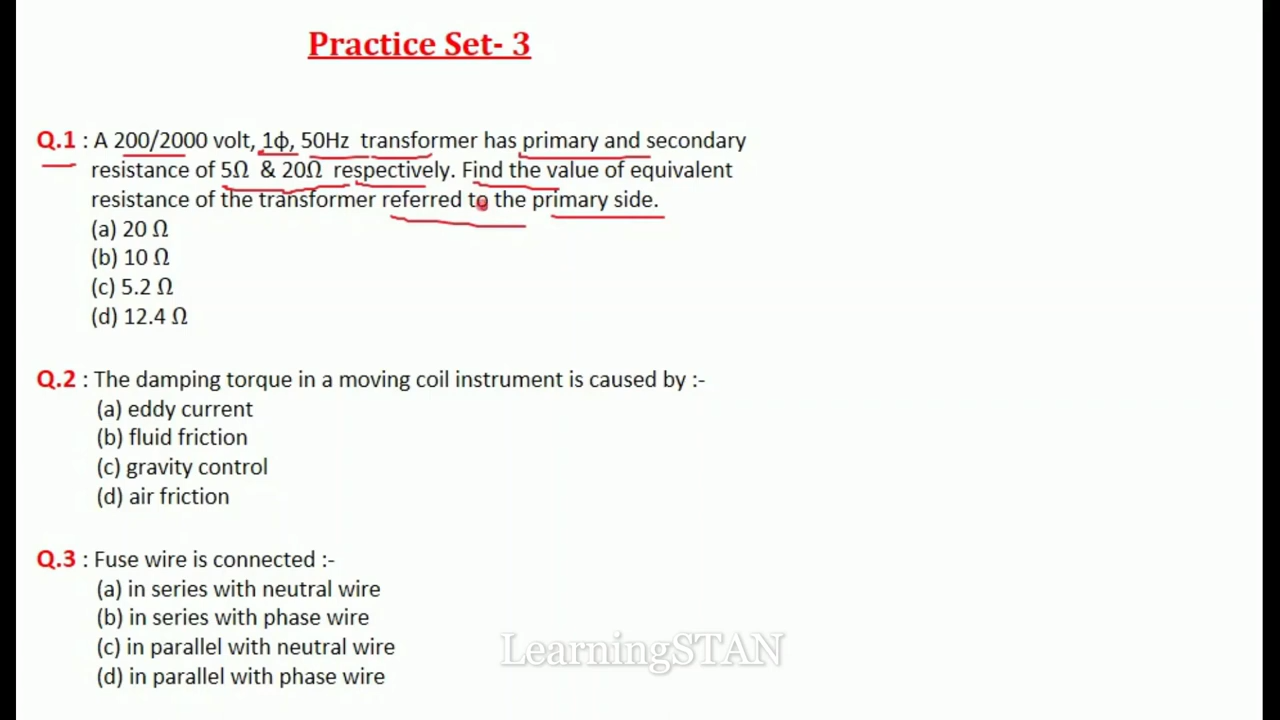 Practice Set- 3
Q.1 : A 200/2000 volt, 1ϕ, 50Hz transformer has primary and secondary
resistance of 5Ω & 20Ω respectively. Find the value of equivalent
resistance of the transformer referred to the primary side.
(a) 20 Ω
(b) 10 Ω
(c) 5.2 Ω
(d) 12.4 Ω
Q.2 : The damping torque in a moving coil instrument is caused by :-
(a) eddy current
(b) fluid friction
(c) gravity control
(d) air friction
Q.3 : Fuse wire is connected :-
(a) in series with neutral wire
(b) in series with phase wire
(c) in parallel with neutral wire
(d) in parallel with phase wire
LearningSTAN